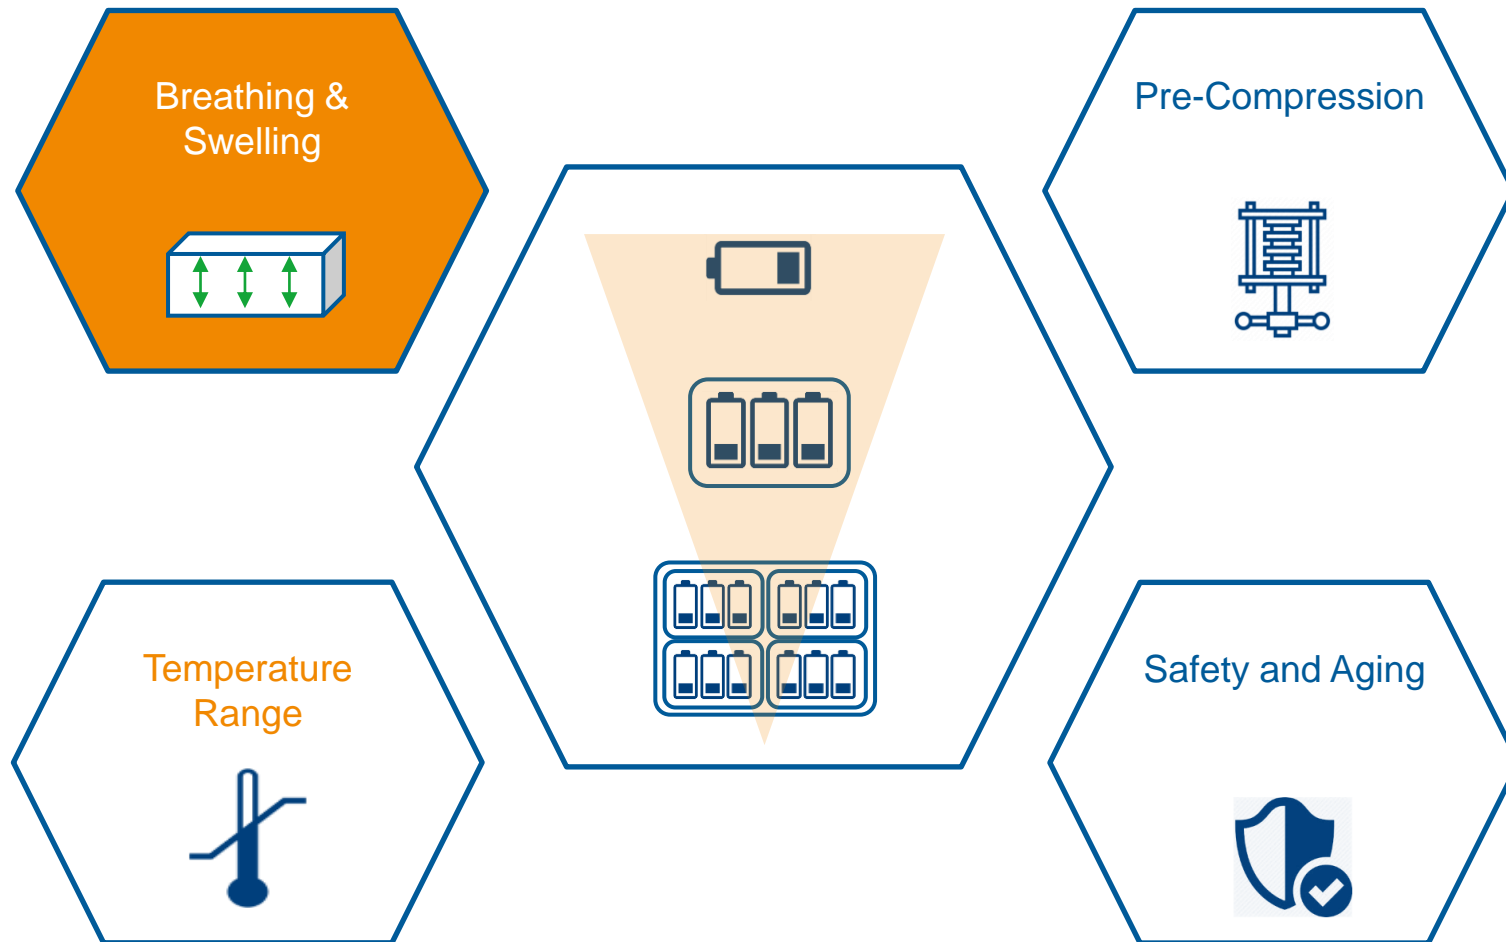 Breathing &
Swelling
Pre-Compression
Temperature
Range
Safety and Aging